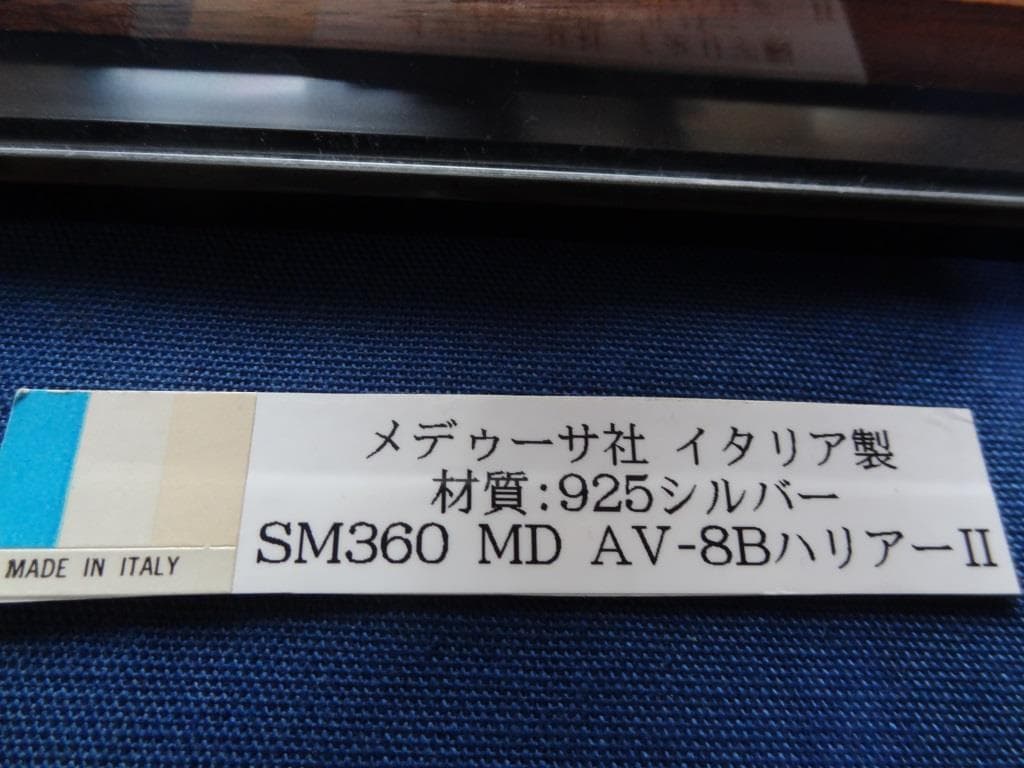 メデューサ社 イタリア製
材質:925シルバー
SM360 MD AV-8BハリアーII
MADE IN ITALY